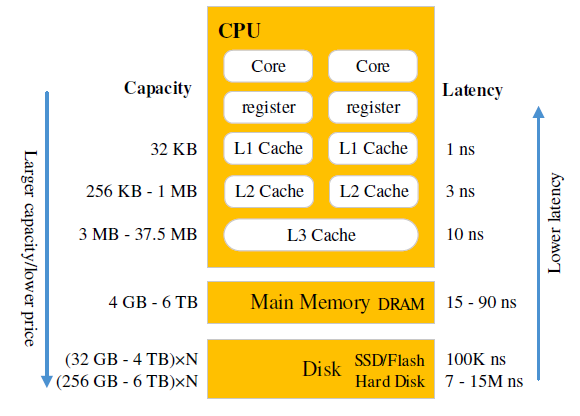 CPU
Core Core
Capacity Latency
register register
32 KB L1 Cache L1 Cache 1 ns
256 KB - 1 MB L2 Cache L2 Cache 3 ns
3 MB - 37.5 MB L3 Cache 10 ns
4 GB - 6 TB Main Memory DRAM 15 - 90 ns
(32 GB - 4 TB)×N Disk SSD/Flash 100K ns
(256 GB - 6 TB)×N Hard Disk 7 - 15M ns
Larger capacity/lower price
Lower latency